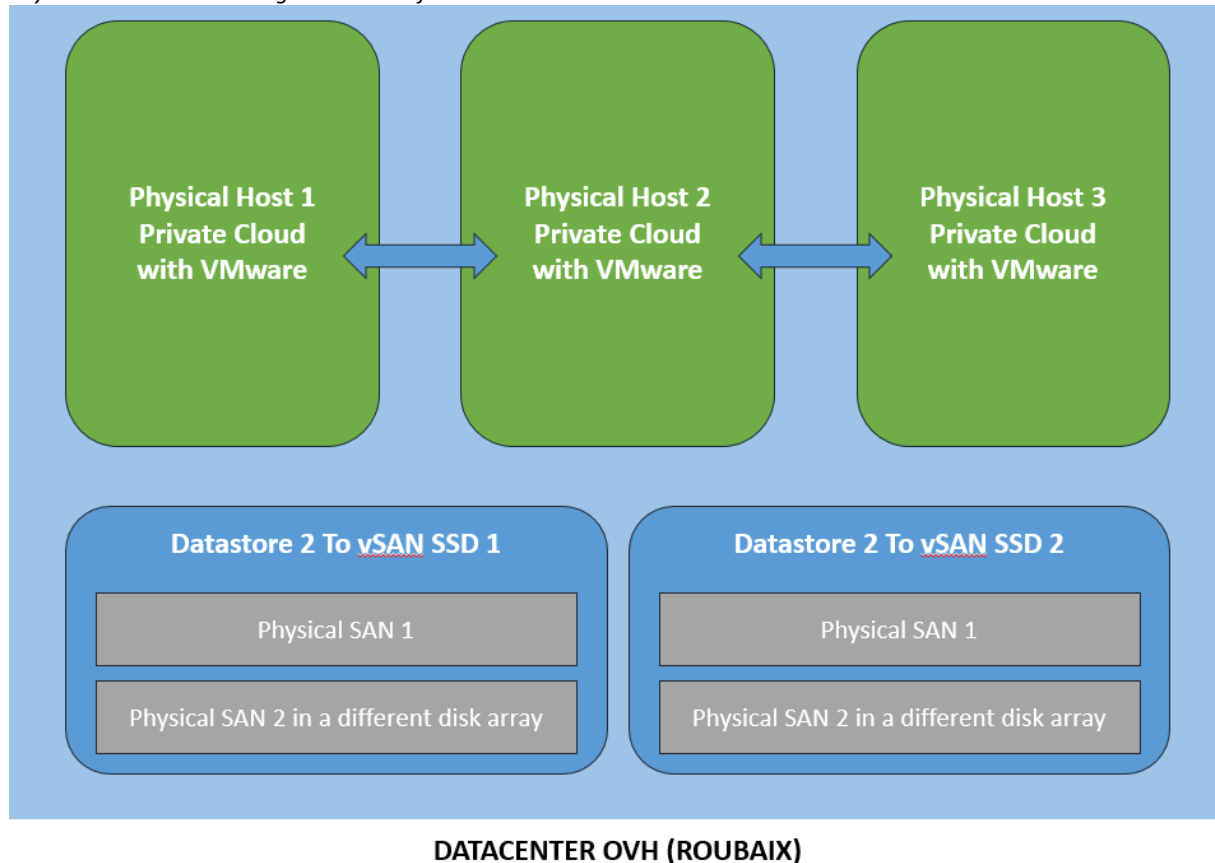 Physical Host 1
Private Cloud
with VMware
Physical Host 2
Private Cloud
with VMware
Physical Host 3
Private Cloud
with VMware
Datastore 2 To vSAN SSD 1
Physical SAN 1
Physical SAN 2 in a different disk array
Datastore 2 To vSAN SSD 2
Physical SAN 1
Physical SAN 2 in a different disk array
DATACENTER OVH (ROUBAIX)